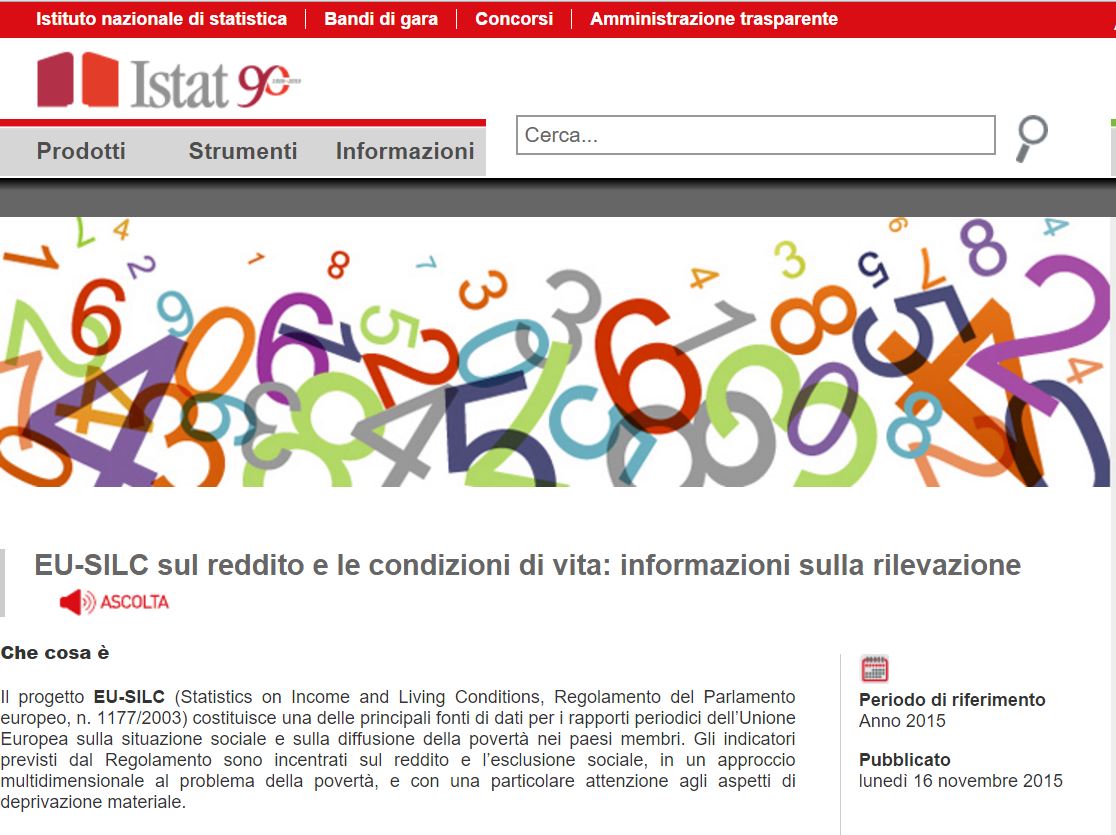 Istituto nazionale di statistica Bandi di gara Concorsi Amministrazione trasparente
Istat 90
Prodotti Strumenti Informazioni
Cerca...
EU-SILC sul reddito e le condizioni di vita: informazioni sulla rilevazione
ASCOLTA
Che cosa è
Il progetto EU-SILC (Statistics on Income and Living Conditions, Regolamento del Parlamento
europeo, n. 1177/2003) costituisce una delle principali fonti di dati per i rapporti periodici dell'Unione
Europea sulla situazione sociale e sulla diffusione della povertà nei paesi membri. Gli indicatori
previsti dal Regolamento sono incentrati sul reddito e l'esclusione sociale, in un approccio
multidimensionale al problema della povertà, e con una particolare attenzione agli aspetti di
deprivazione materiale.
Periodo di riferimento
Anno 2015
Pubblicato
lunedì 16 novembre 2015